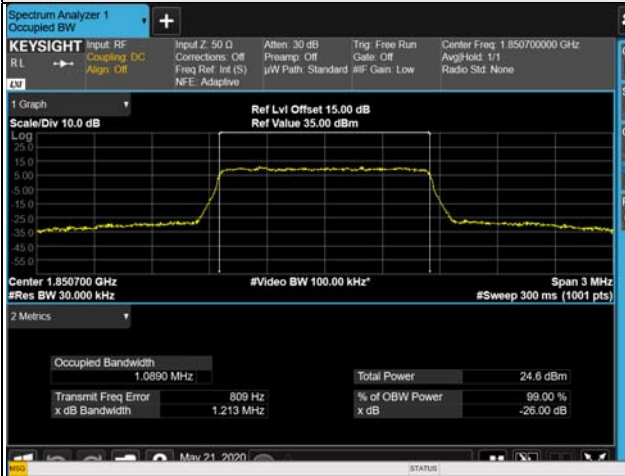 Spectrum Analyzer 1
Occupied BW
+
KEYSIGHT
RL
LXI
Input: RF
Coupling: DC
Align: Off
Input Z: 50 Ω
Corrections: Off
Freq Ref: Int (S)
NFE: Adaptive
Atten: 30 dB
Preamp: Off
µW Path: Standard
Trig: Free Run
Gate: Off
#IF Gain: Low
Center Freq: 1.850700000 GHz
Avg|Hold: 1/1
Radio Std: None
1 Graph
Scale/Div 10.0 dB
Ref Lvl Offset 15.00 dB
Ref Value 35.00 dBm
Log
25.0
15.0
5.00
-5.00
-15.0
-25.0
-35.0
-45.0
-55.0
Center 1.850700 GHz
#Video BW 100.00 kHz*
Span 3 MHz
#Res BW 30.000 kHz
#Sweep 300 ms (1001 pts)
2 Metrics
Occupied Bandwidth
1.0890 MHz
Total Power 24.6 dBm
Transmit Freq Error 809 Hz
% of OBW Power 99.00 %
x dB Bandwidth 1.213 MHz
x dB -26.00 dB
May 21, 2020
MSG
STATUS